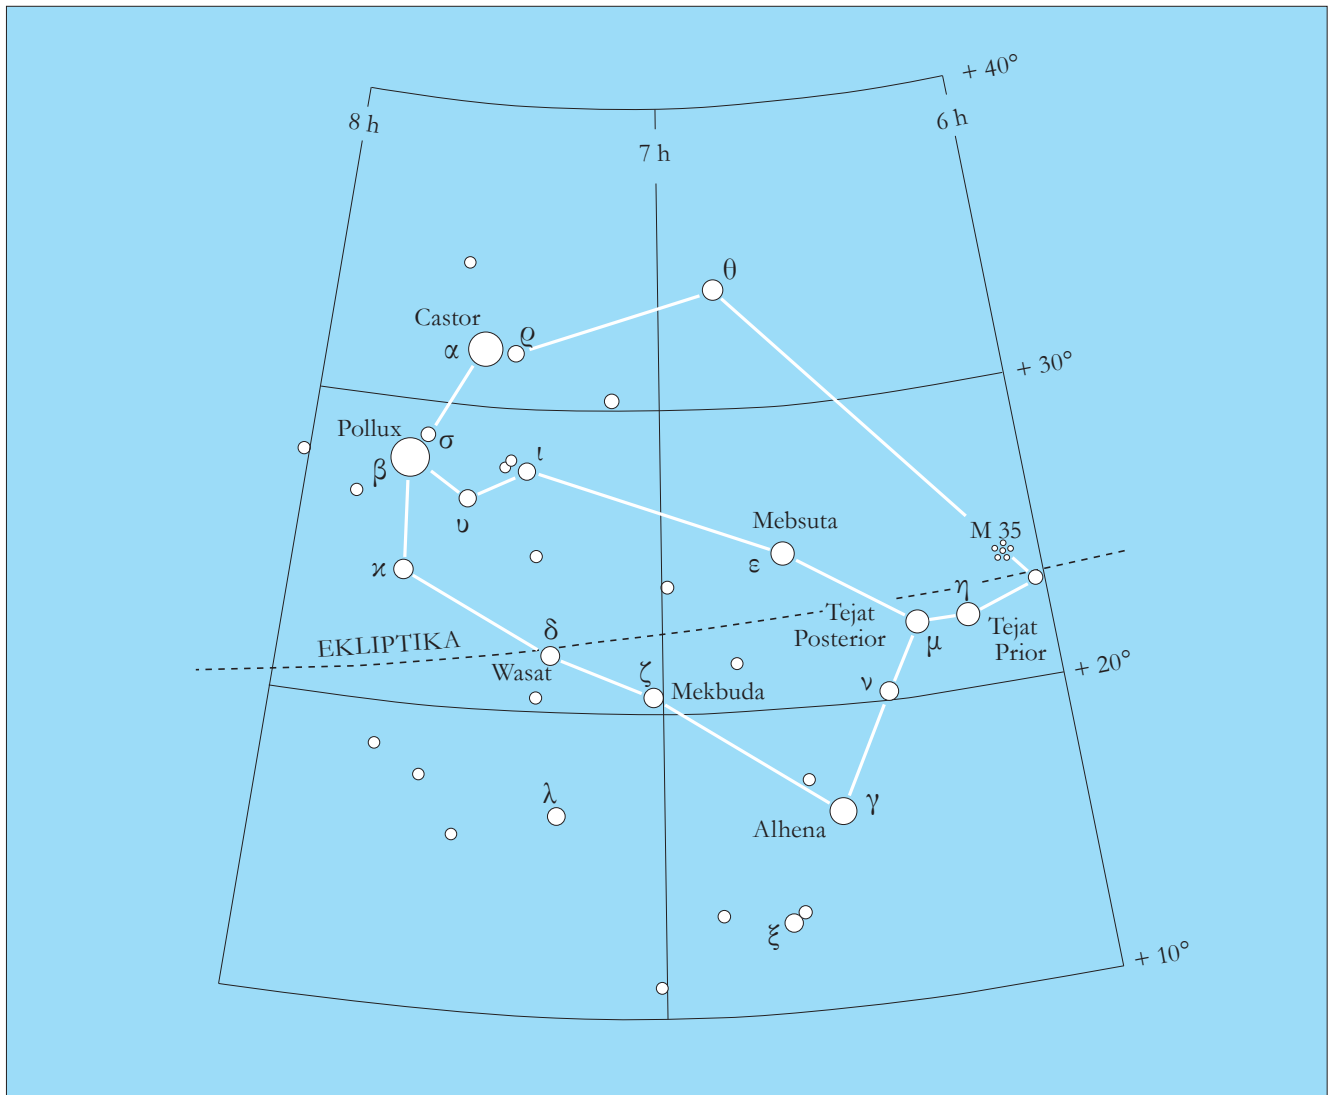 + 40°
8 h
6 h
7 h
θ
Castor
ϱ
α
+ 30°
Pollux
σ
β
ι
υ
Mebsuta
M 35
ε
ϰ
η
Tejat
Posterior
δ
EKLIPTIKA
Tejat
Prior
μ
Wasat
ζ
+ 20°
Mekbuda
ν
λ
γ
Alhena
ξ
+ 10°